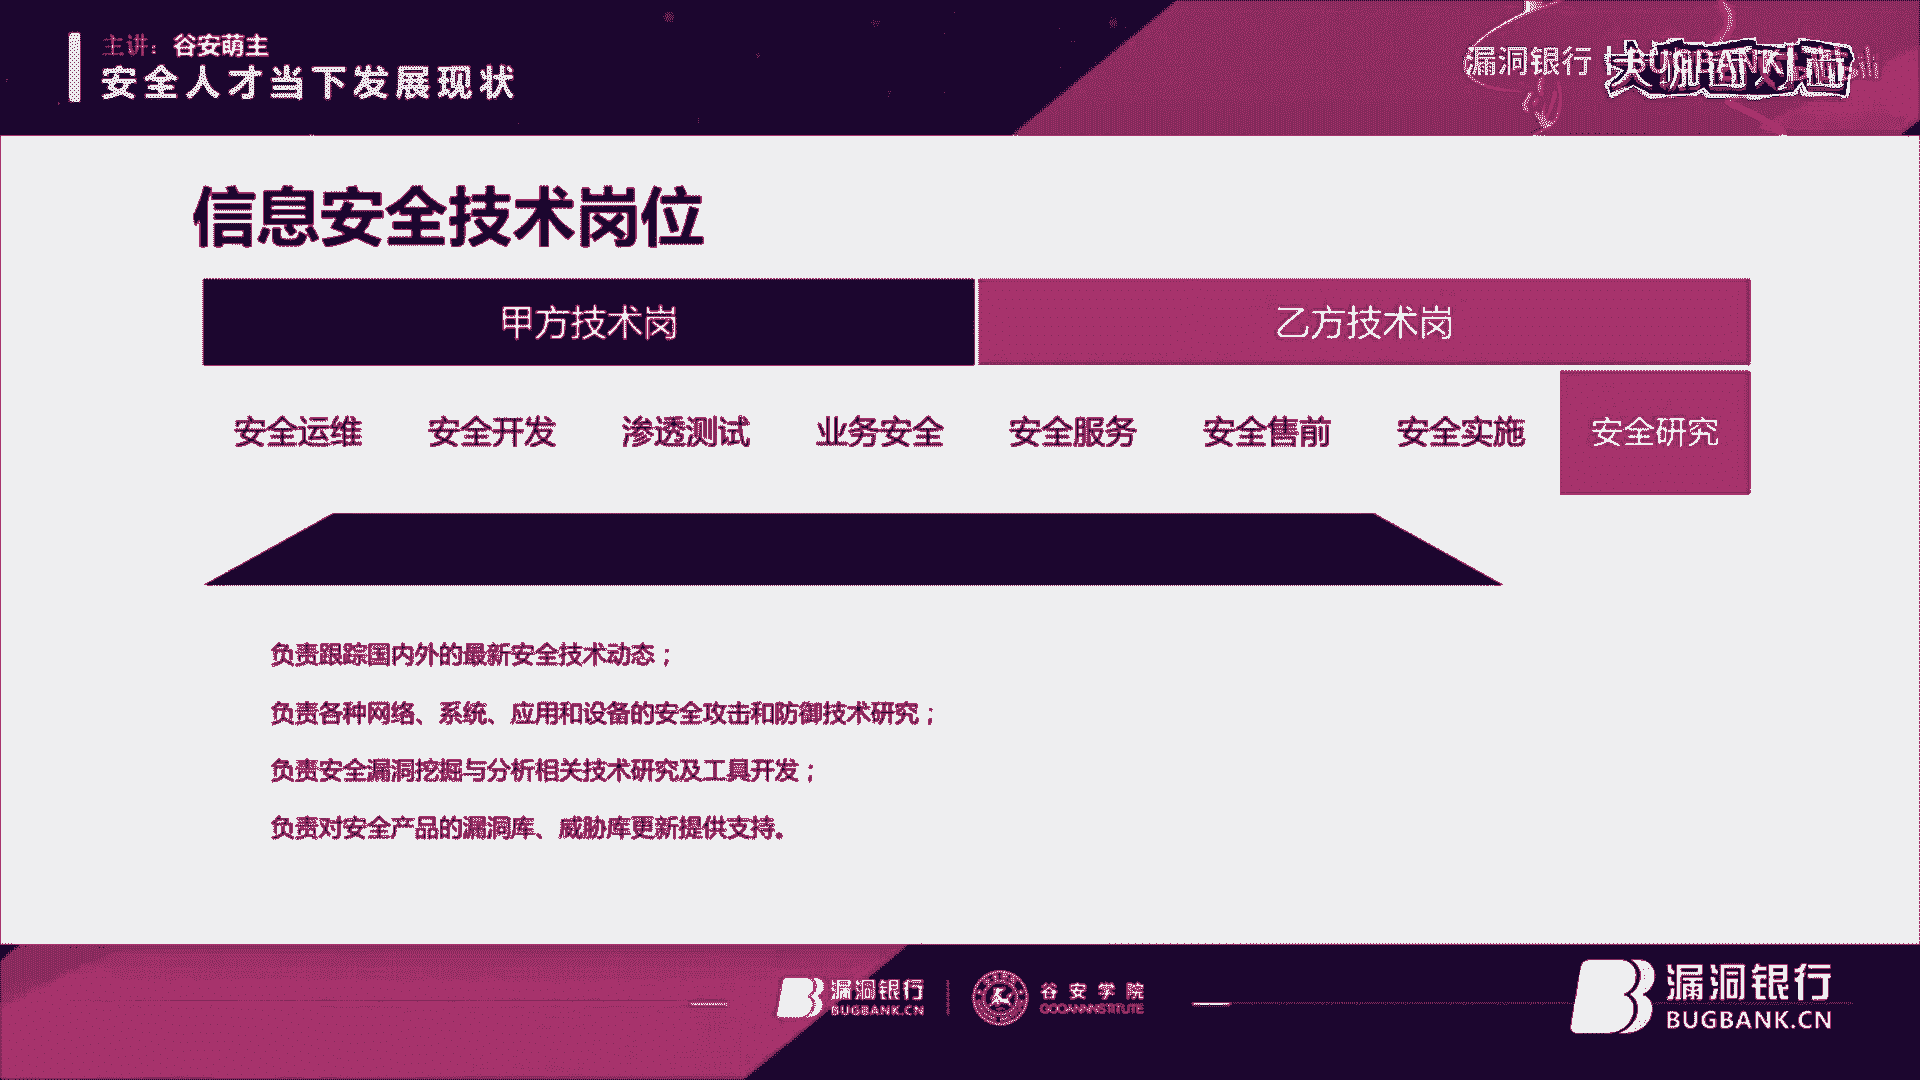 主讲：谷安萌主
安全人才当下发展现状
漏洞银行
大咖面对面
信息安全技术岗位
甲方技术岗 乙方技术岗
安全运维 安全开发 渗透测试 业务安全 安全服务 安全售前 安全实施 安全研究
负责跟踪国内外的最新安全技术动态；
负责各种网络、系统、应用和设备的安全攻击和防御技术研究；
负责安全漏洞挖掘与分析相关技术研究及工具开发；
负责对安全产品的漏洞库、威胁库更新提供支持。
漏洞银行
BUGBANK.CN
谷安学院
GOOANNINSTITUTE
漏洞银行
BUGBANK.CN